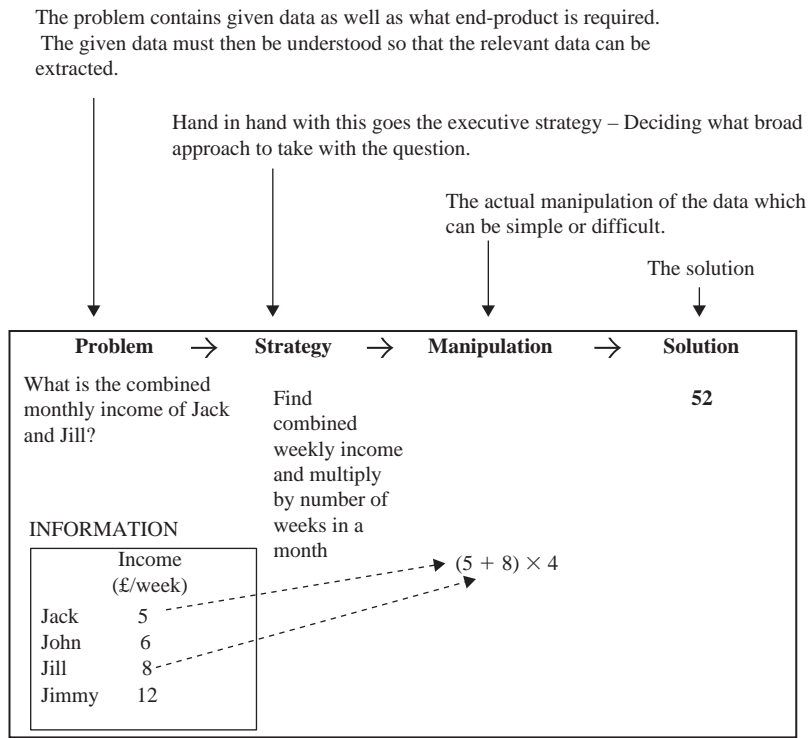 The problem contains given data as well as what end-product is required.
The given data must then be understood so that the relevant data can be
extracted.
Hand in hand with this goes the executive strategy – Deciding what broad
approach to take with the question.
The actual manipulation of the data which
can be simple or difficult.
The solution
Problem → Strategy → Manipulation → Solution
What is the combined
monthly income of Jack
and Jill?
Find
combined
weekly income
and multiply
by number of
weeks in a
month
52
INFORMATION
Income
(£/week)
Jack 5
John 6
Jill 8
Jimmy 12
(5 + 8) × 4